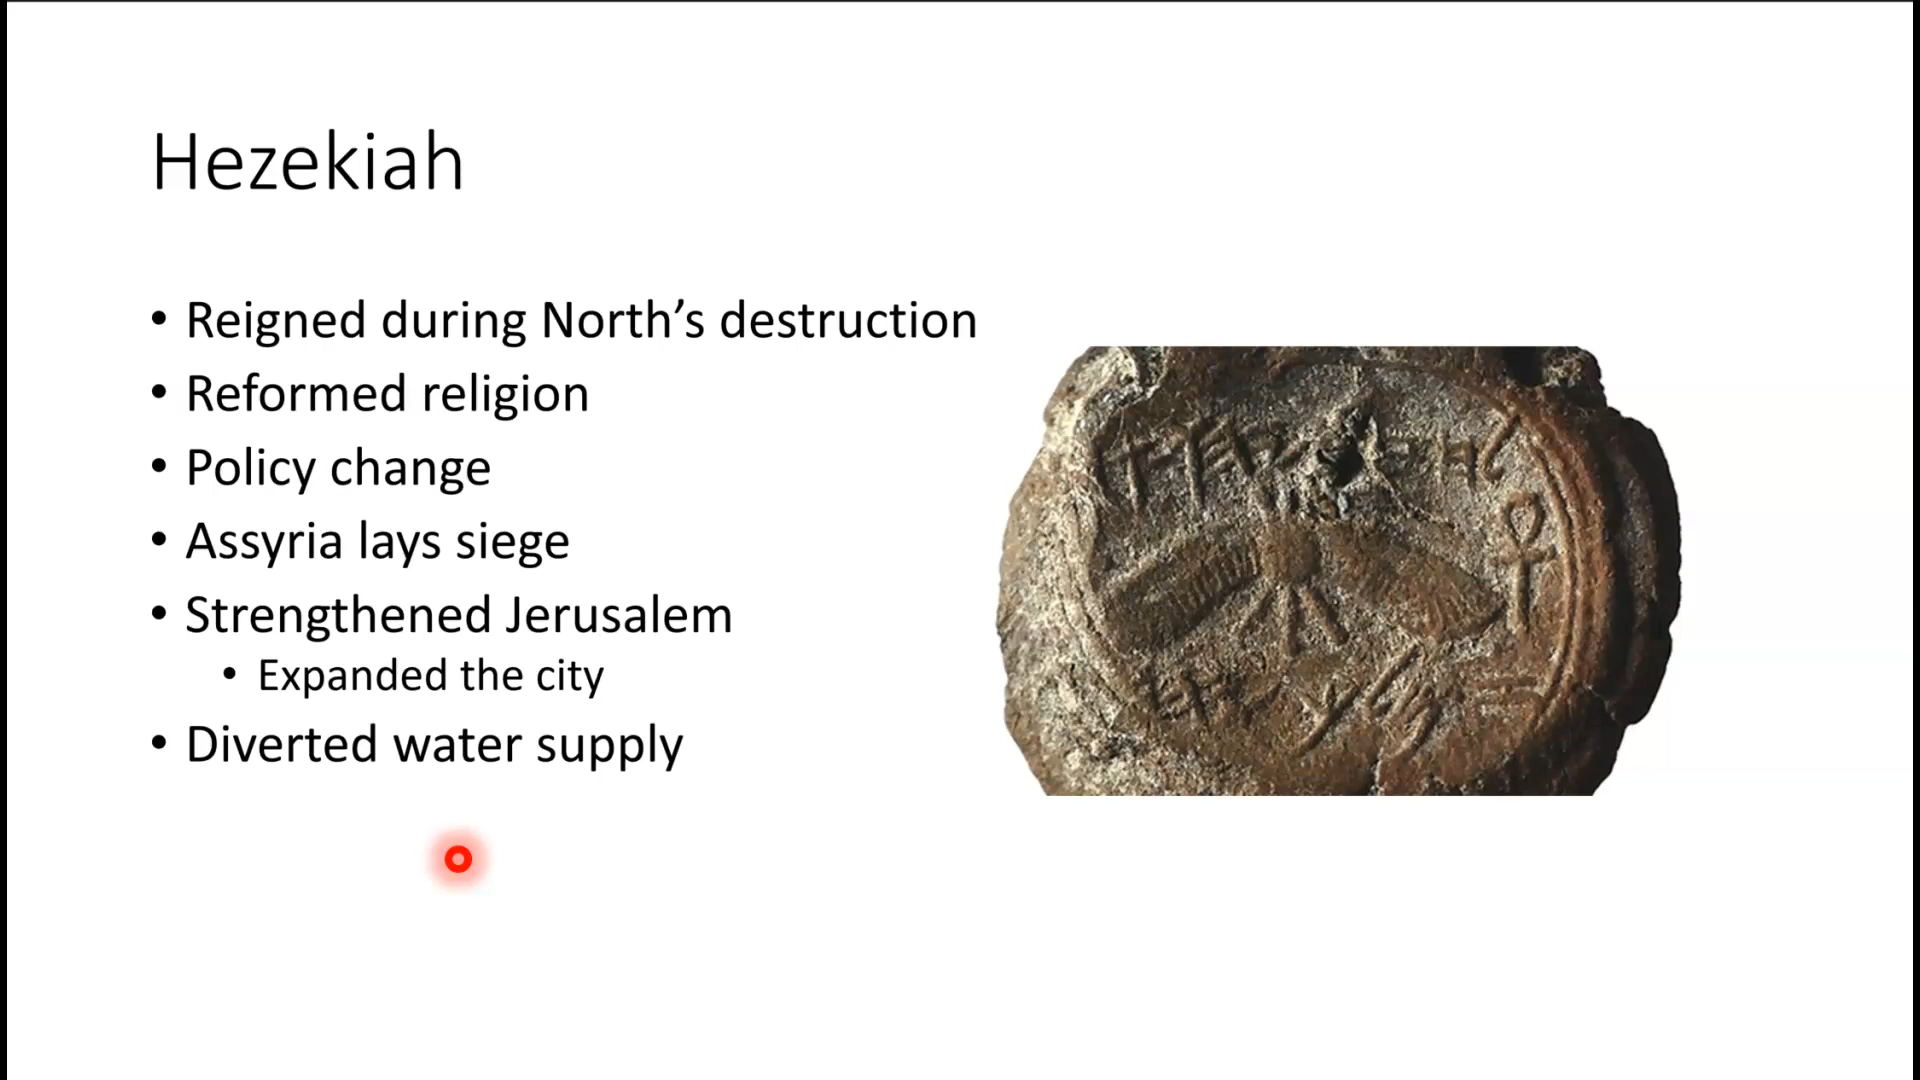 Hezekiah
• Reigned during North’s destruction
• Reformed religion
• Policy change
• Assyria lays siege
• Strengthened Jerusalem
• Expanded the city
• Diverted water supply